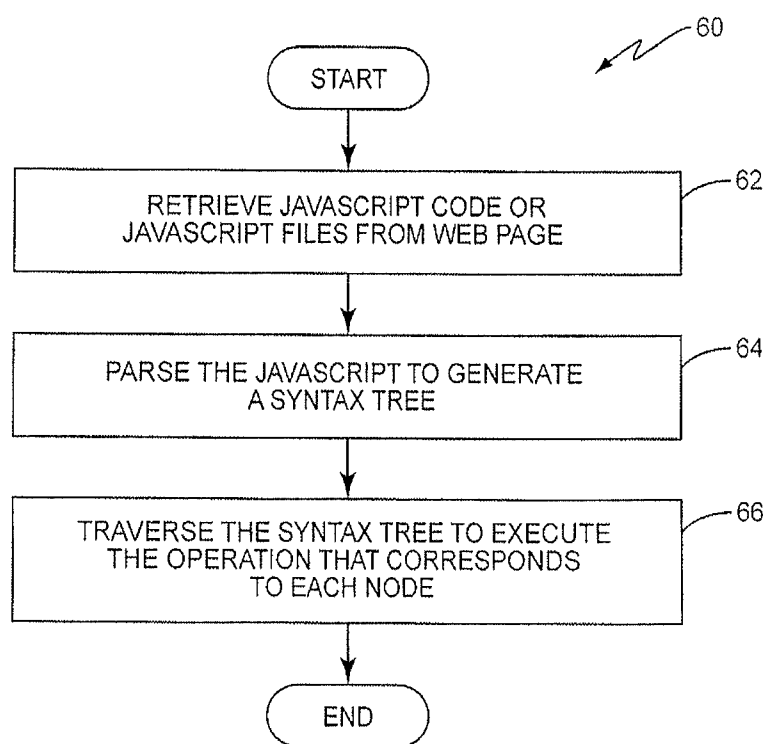 60
START
62
RETRIEVE JAVASCRIPT CODE OR
JAVASCRIPT FILES FROM WEB PAGE
64
PARSE THE JAVASCRIPT TO GENERATE
A SYNTAX TREE
66
TRAVERSE THE SYNTAX TREE TO EXECUTE
THE OPERATION THAT CORRESPONDS
TO EACH NODE
END